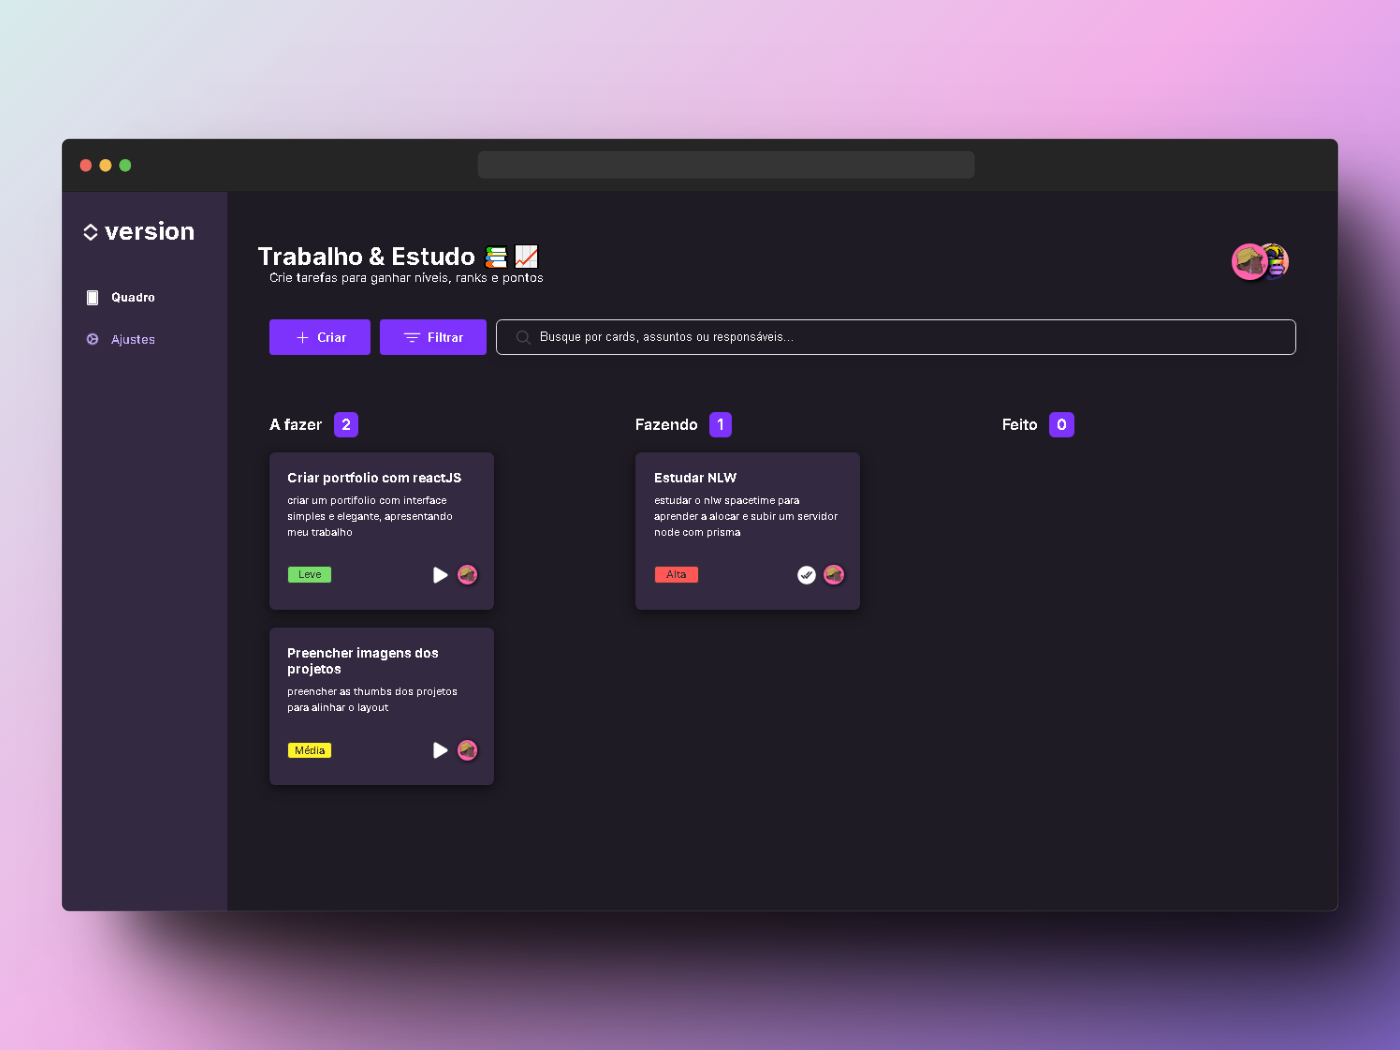 version
Quadro
Ajustes
Trabalho & Estudo 📚📈
Crie tarefas para ganhar níveis, ranks e pontos
Criar
Filtrar
Busque por cards, assuntos ou responsáveis...
A fazer 2
Criar portfolio com reactJS
criar um portifolio com interface
simples e elegante, apresentando
meu trabalho
Leve
Preencher imagens dos
projetos
preencher as thumbs dos projetos
para alinhar o layout
Média
Fazendo 1
Estudar NLW
estudar o nlw spacetime para
aprender a alocar e subir um servidor
node com prisma
Alta
Feito 0